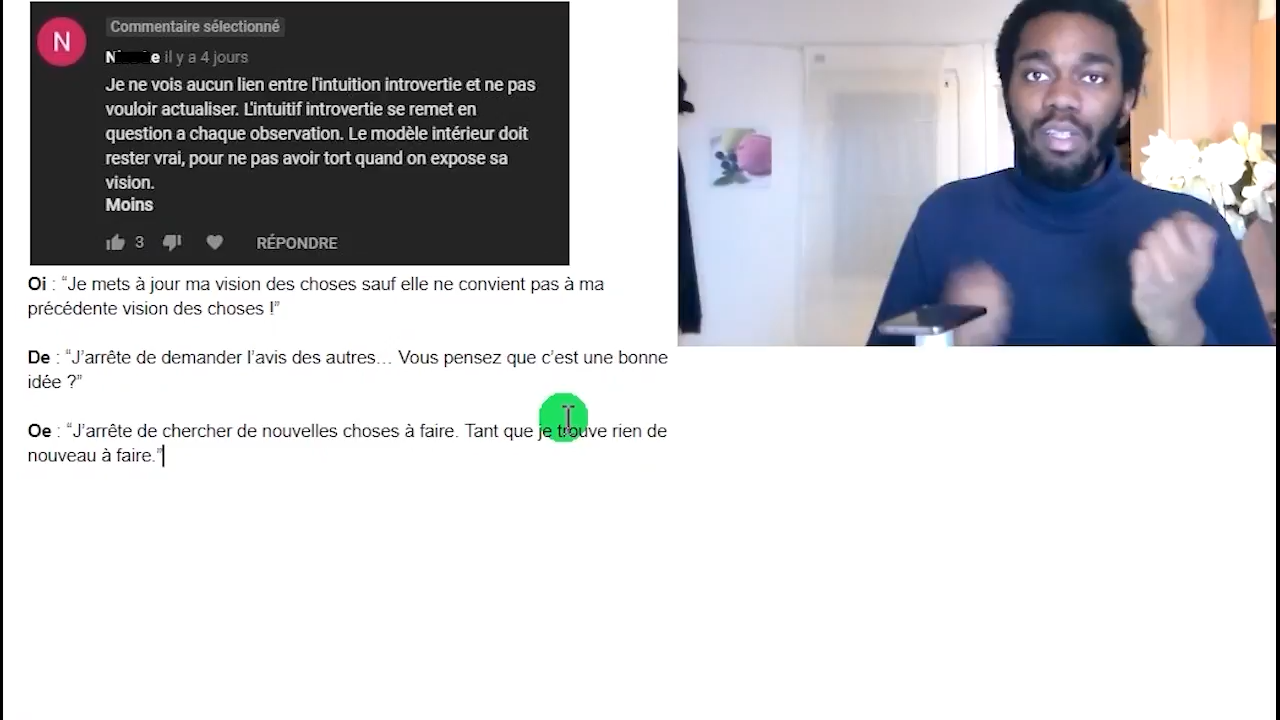 N
Commentaire sélectionné
il y a 4 jours
Je ne vois aucun lien entre l'intuition introvertie et ne pas
vouloir actualiser. L'intuitif introvertie se remet en
question a chaque observation. Le modèle intérieur doit
rester vrai, pour ne pas avoir tort quand on expose sa
vision.
Moins
3
RÉPONDRE
Oi : “Je mets à jour ma vision des choses sauf elle ne convient pas à ma
précédente vision des choses !”
De : “J’arrête de demander l’avis des autres… Vous pensez que c’est une bonne
idée ?”
Oe : “J’arrête de chercher de nouvelles choses à faire. Tant que je trouve rien de
nouveau à faire.”